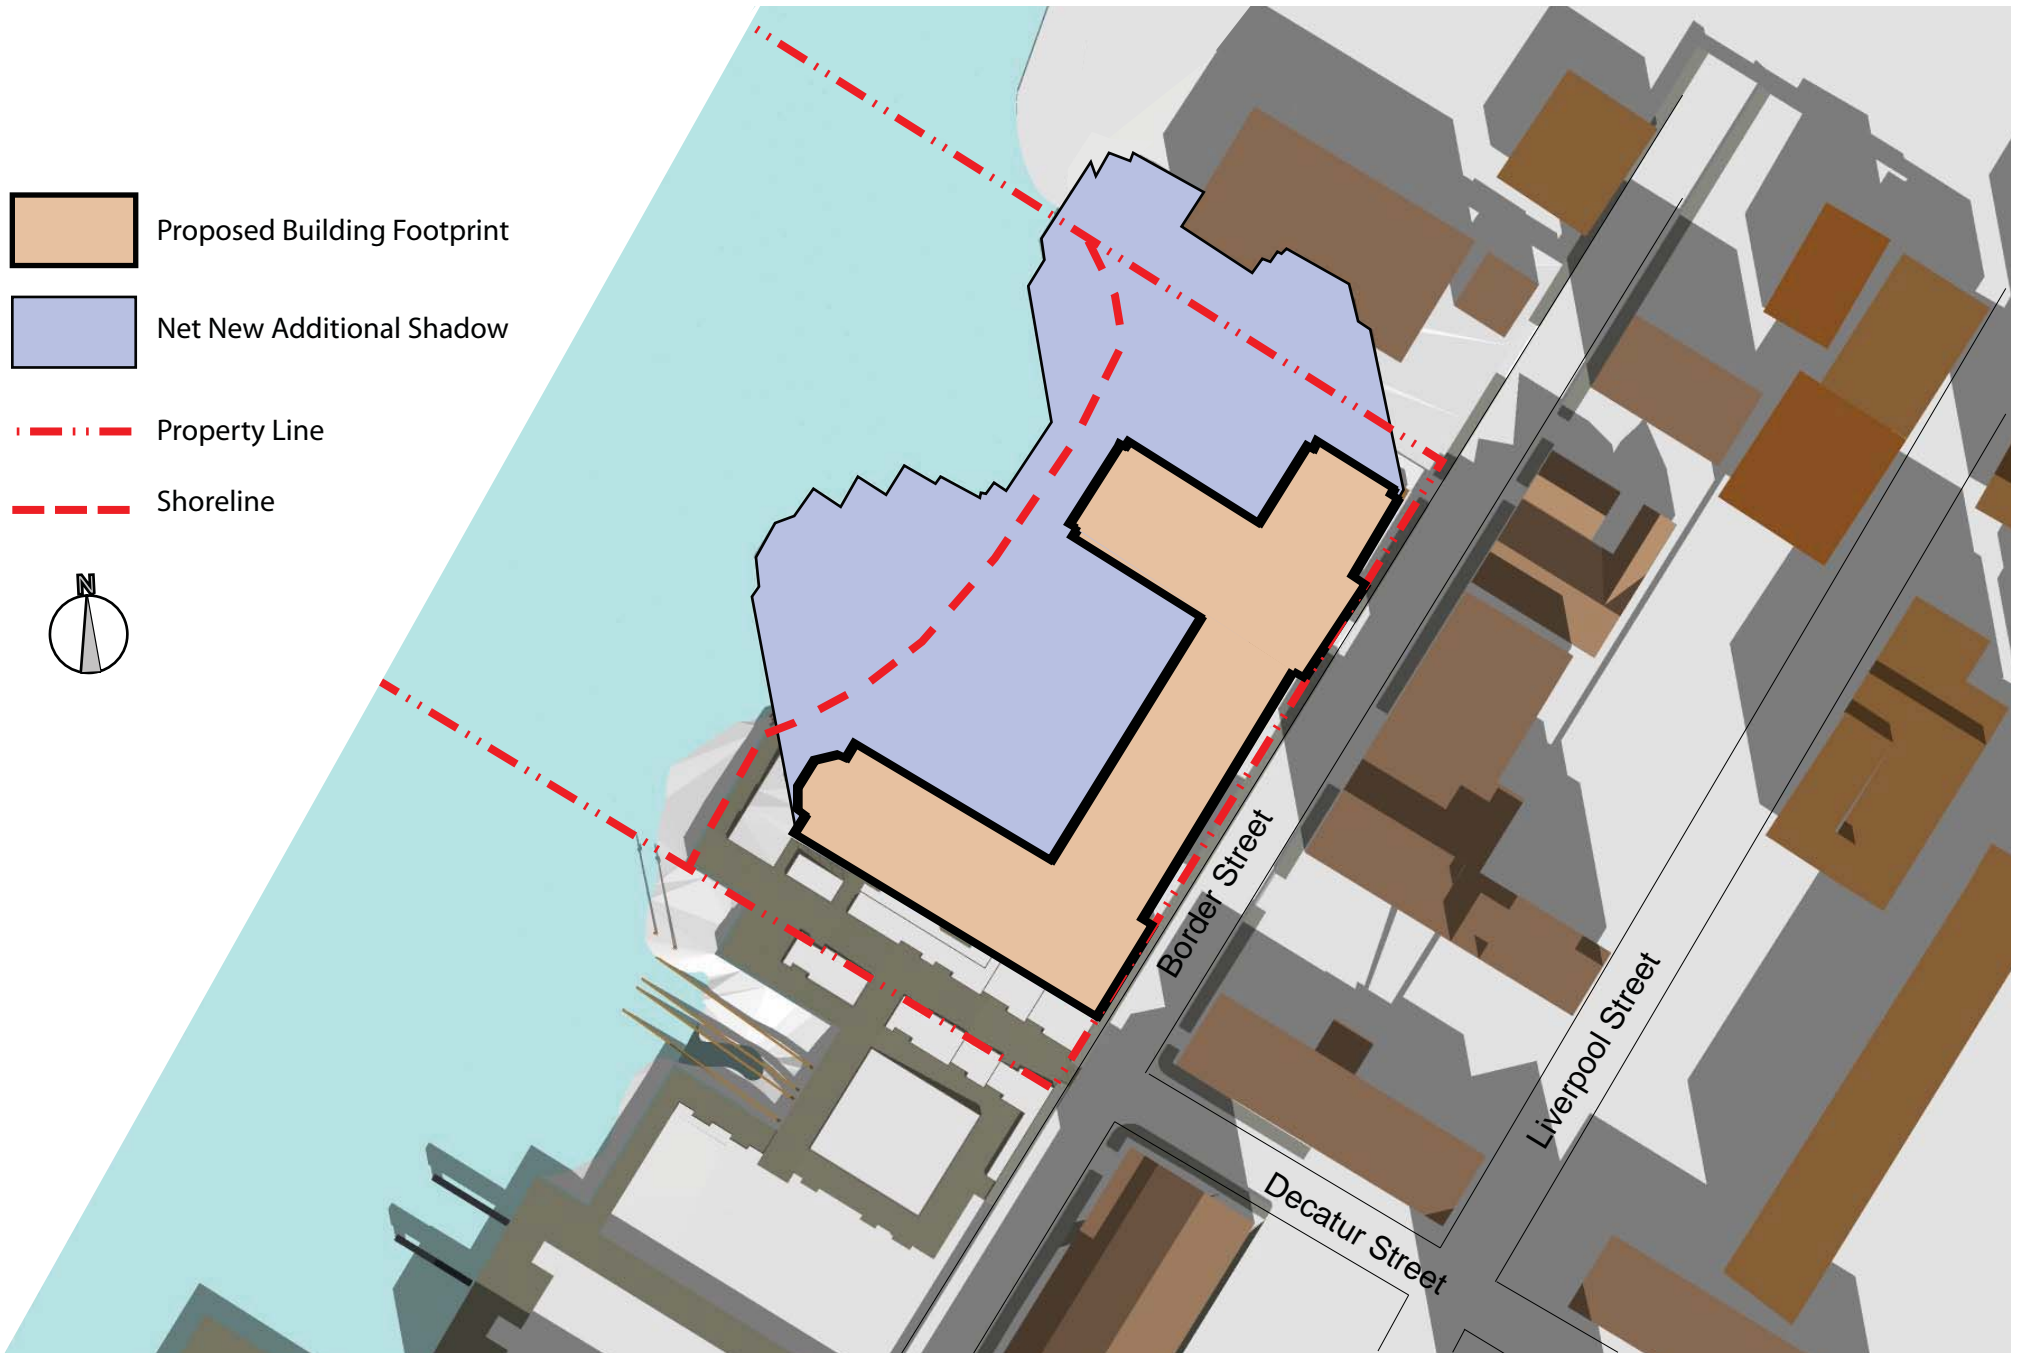 Proposed Building Footprint
Net New Additional Shadow
Property Line
Shoreline
N
Border Street
Liverpool Street
Decatur Street